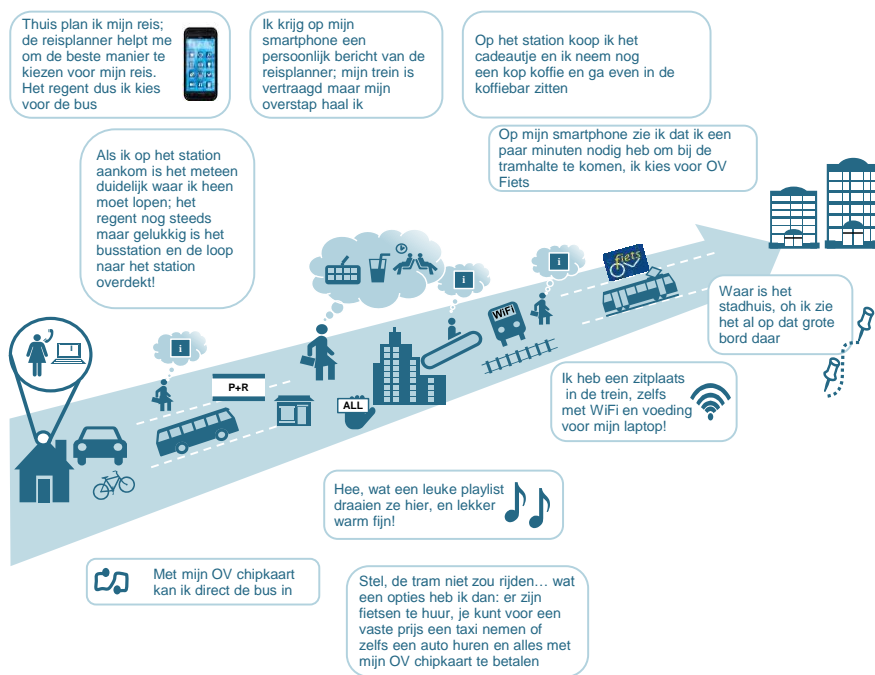 Thuis plan ik mijn reis;
de reisplanner helpt me
om de beste manier te
kiezen voor mijn reis.
Het regent dus ik kies
voor de bus
Ik krijg op mijn
smartphone een
persoonlijk bericht van de
reisplanner; mijn trein is
vertraagd maar mijn
overstap haal ik
Op het station koop ik het
cadeautje en ik neem nog
een kop koffie en ga even in de
koffiebar zitten
Op mijn smartphone zie ik dat ik een
paar minuten nodig heb om bij de
tramhalte te komen, ik kies voor OV
Fiets
Als ik op het station
aankom is het meteen
duidelijk waar ik heen
moet lopen; het
regent nog steeds
maar gelukkig is het
busstation en de loop
naar het station
overdekt!
fiets
i
i
i
WiFi
P+R
ALL
Waar is het
stadhuis, oh ik zie
het al op dat grote
bord daar
Ik heb een zitplaats
in de trein, zelfs
met WiFi en voeding
voor mijn laptop!
Hee, wat een leuke playlist
draaien ze hier, en lekker
warm fijn!
Met mijn OV chipkaart
kan ik direct de bus in
Stel, de tram niet zou rijden… wat
een opties heb ik dan: er zijn
fietsen te huur, je kunt voor een
vaste prijs een taxi nemen of
zelfs een auto huren en alles met
mijn OV chipkaart te betalen